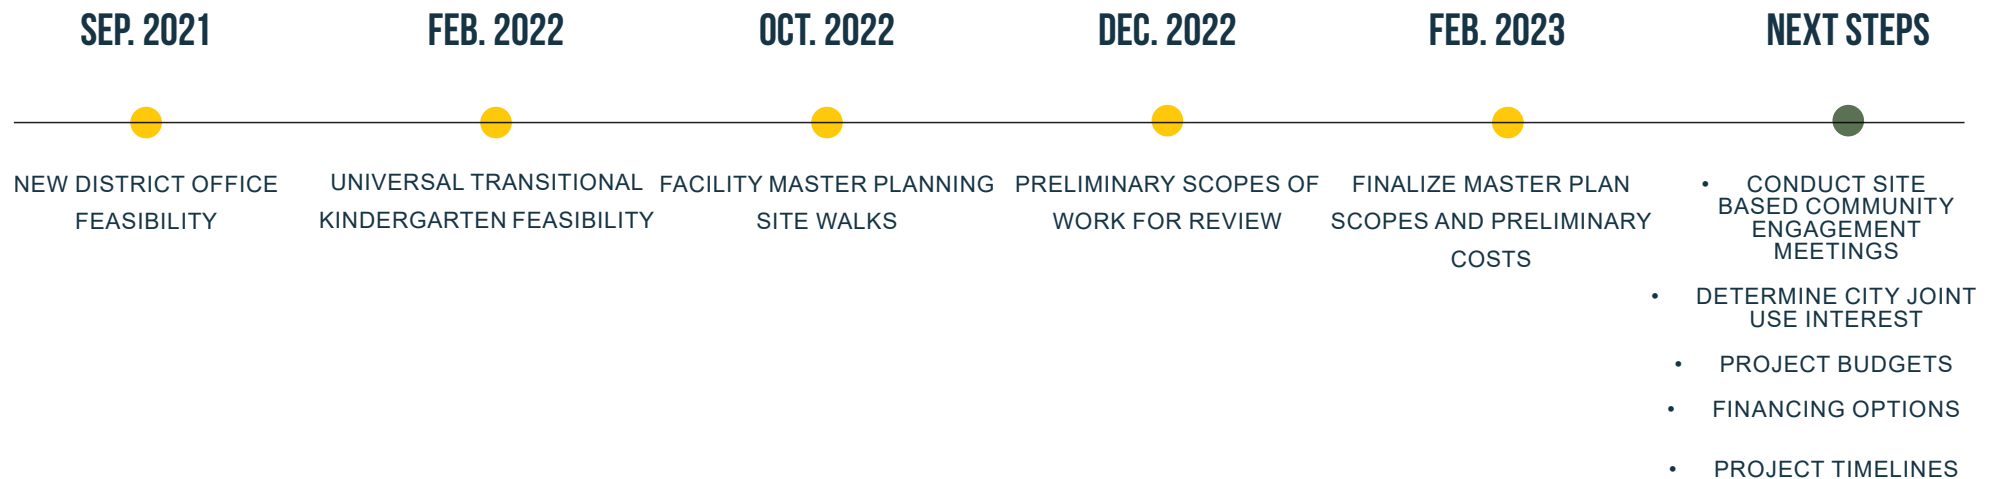 SEP. 2021
NEW DISTRICT OFFICE
FEASIBILITY
FEB. 2022
UNIVERSAL TRANSITIONAL
KINDERGARTEN FEASIBILITY
OCT. 2022
FACILITY MASTER PLANNING
SITE WALKS
DEC. 2022
PRELIMINARY SCOPES OF
WORK FOR REVIEW
FEB. 2023
FINALIZE MASTER PLAN
SCOPES AND PRELIMINARY
COSTS
NEXT STEPS
• CONDUCT SITE
BASED COMMUNITY
ENGAGEMENT
MEETINGS
• DETERMINE CITY JOINT
USE INTEREST
• PROJECT BUDGETS
• FINANCING OPTIONS
• PROJECT TIMELINES